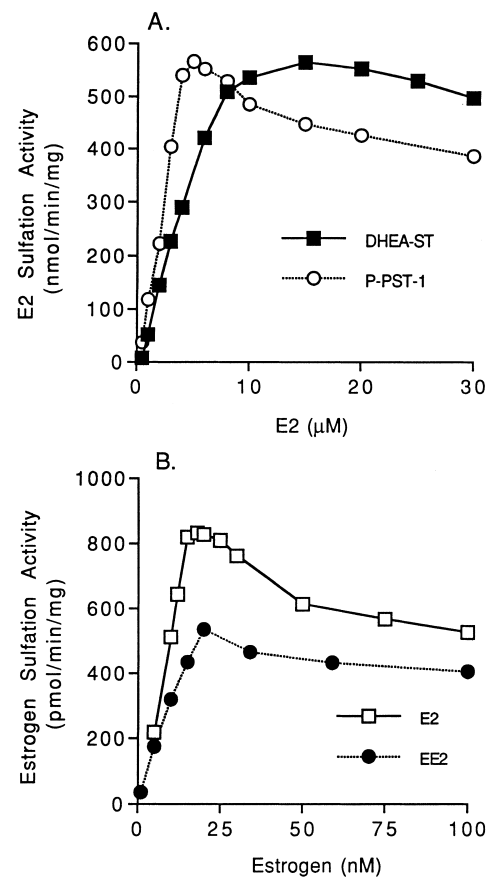 A.
600
500
400
300
200
100
0
E2 Sulfation Activity
(nmol/min/mg)
DHEA-ST
P-PST-1
0 10 20 30
E2 (μM)
B.
1000
800
600
400
200
0
Estrogen Sulfation Activity
(pmol/min/mg)
E2
EE2
0 25 50 75 100
Estrogen (nM)